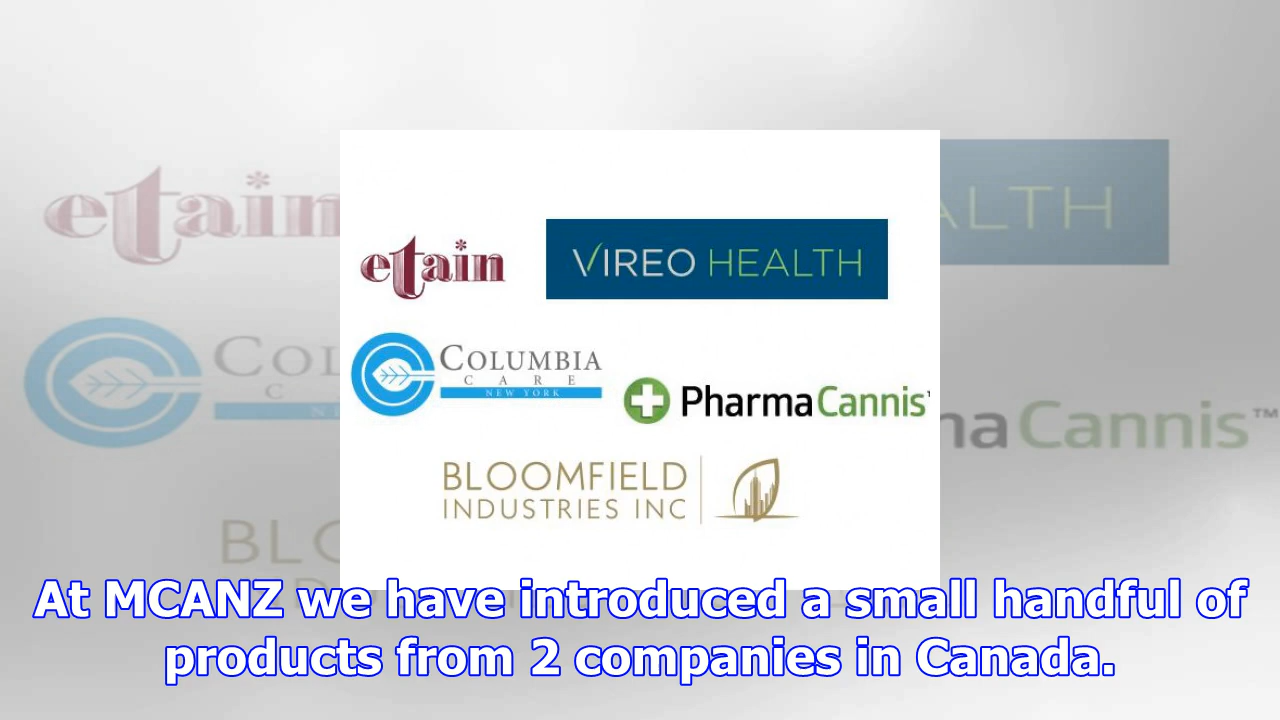 etain
VIREO HEALTH
COLUMBIA
CARE
NEW YORK
PharmaCannis™
BLOOMFIELD
INDUSTRIES INC
At MCANZ we have introduced a small handful of
products from 2 companies in Canada.